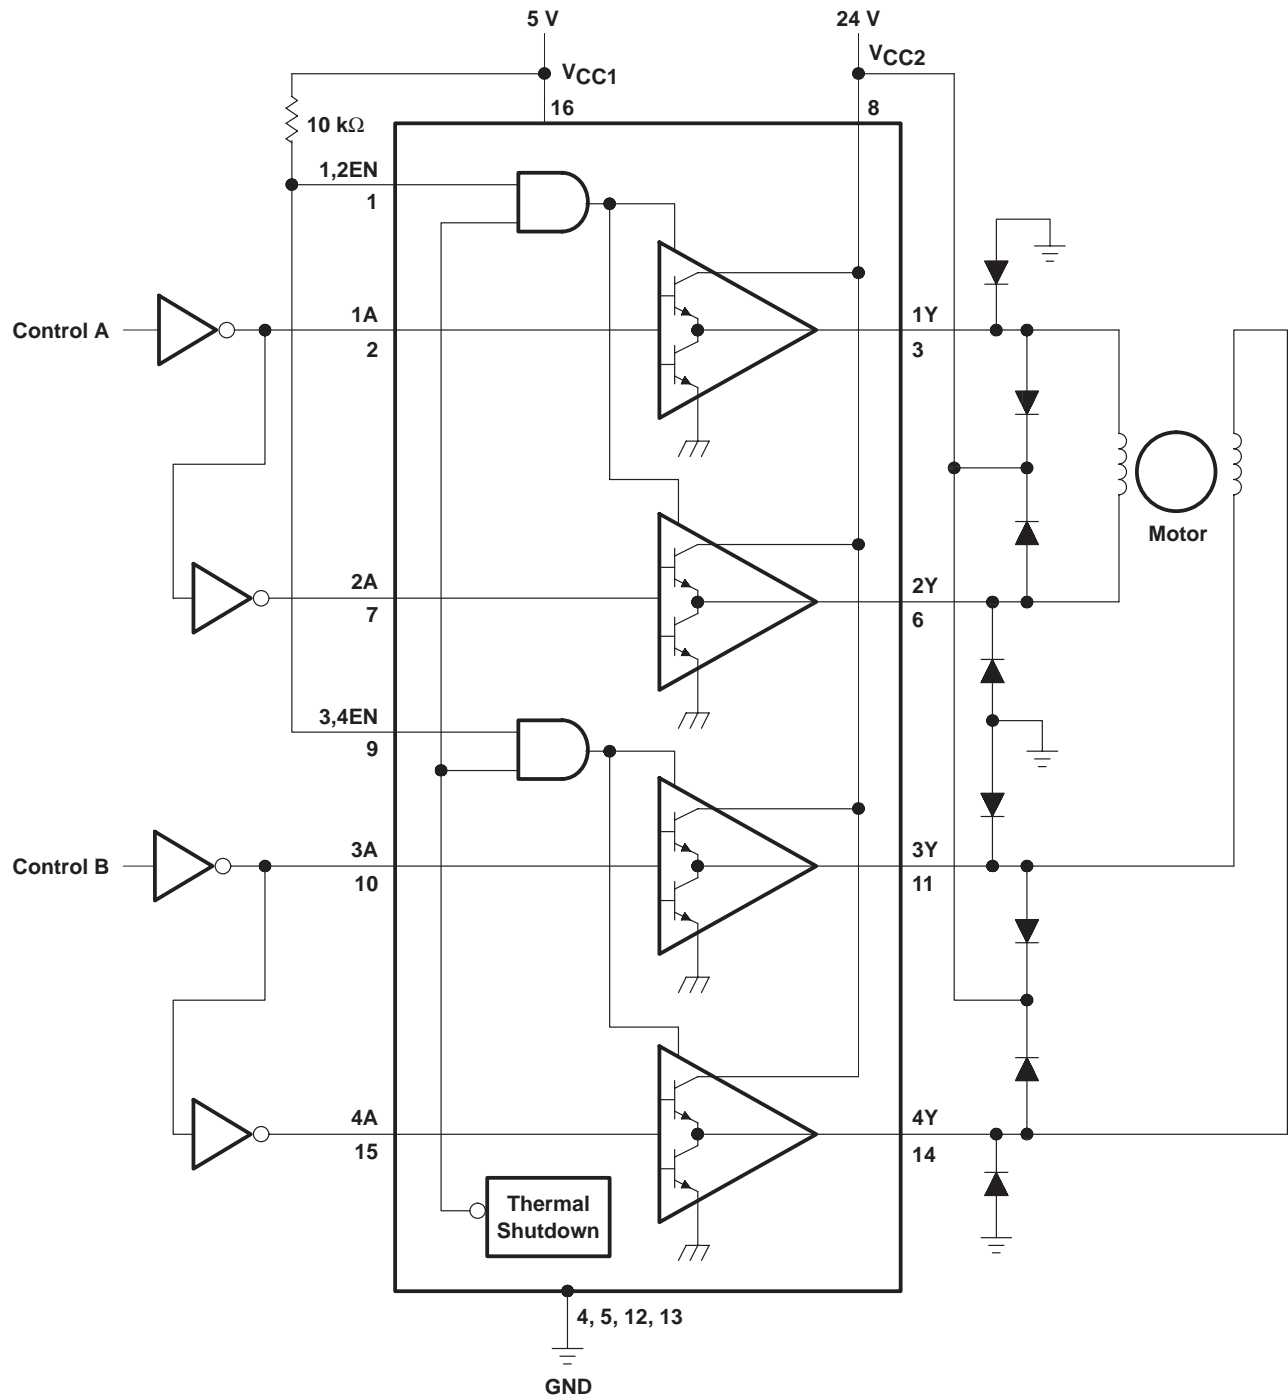 5 V
24 V
VCC1
VCC2
16
8
10 kΩ
1,2EN
1
Control A
1A
2
1Y
3
Motor
2A
7
2Y
6
3,4EN
9
Control B
3A
10
3Y
11
4A
15
4Y
14
Thermal
Shutdown
4, 5, 12, 13
GND